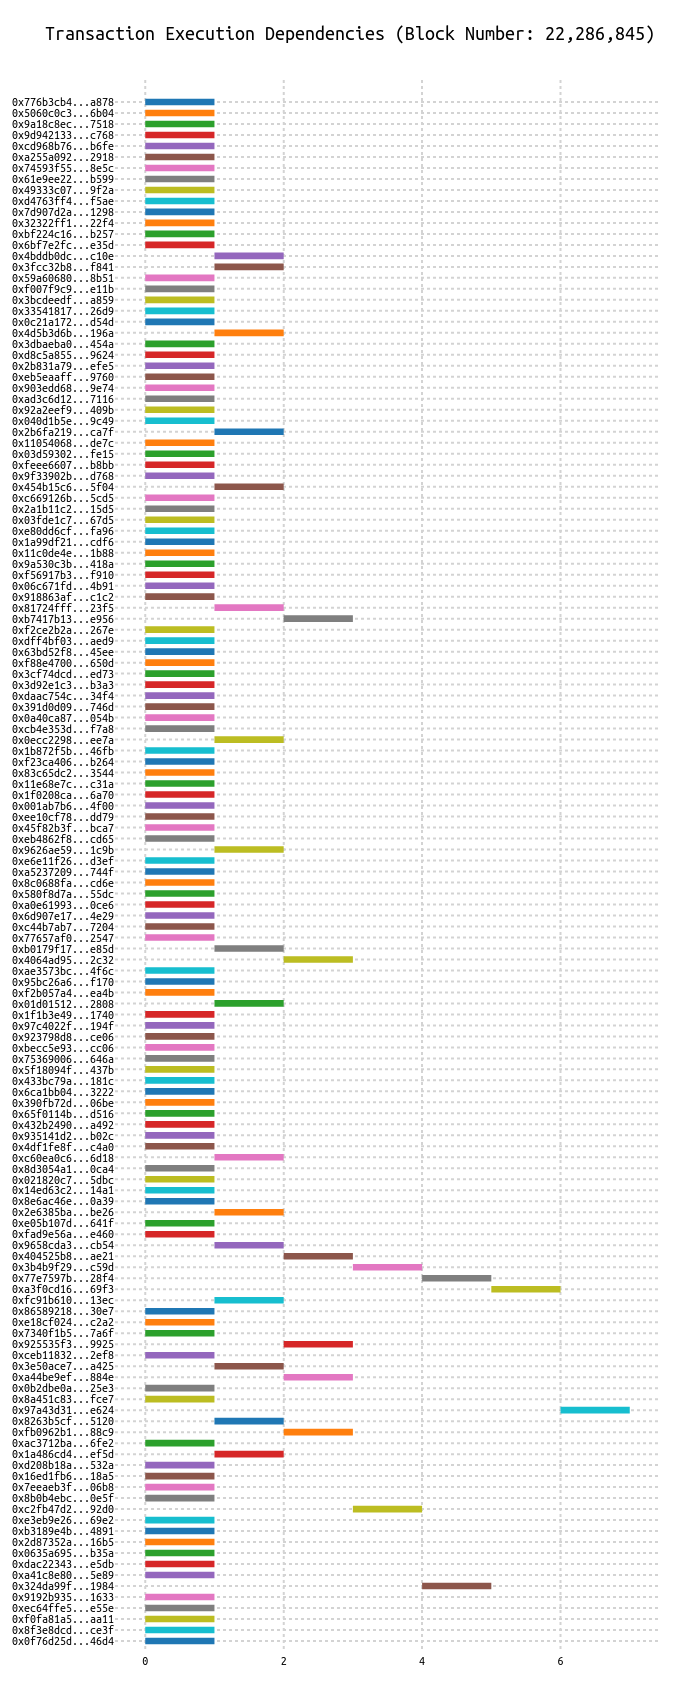 Transaction Execution Dependencies (Block Number: 22,286,845)
0x776b3cb4...a878
0x5060c0c3...6b04
0x9a18c8ec...7518
0x9d942133...c768
0xcd968b76...b6fe
0xa255a092...2918
0x74593f55...8e5c
0x61e9ee22...b599
0x49333c07...9f2a
0xd4763ff4...f5ae
0x7d907d2a...1298
0x32322ff1...22f4
0xbf224c16...b257
0x6bf7e2fc...e35d
0x4bddb0dc...c10e
0x3fcc32b8...f841
0x59a60680...8b51
0xf007f9c9...e11b
0x3bcdeedf...a859
0x33541817...26d9
0x0c21a172...d54d
0x4d5b3d6b...196a
0x3dbaeba0...454a
0xd8c5a855...9624
0x2b831a79...efe5
0xeb5eaaff...9760
0x903edd68...9e74
0xad3c6d12...7116
0x92a2eef9...409b
0x040d1b5e...9c49
0x2b6fa219...ca7f
0x11054068...de7c
0x03d59302...fe15
0xfeee6607...b8bb
0x9f33902b...d768
0x454b15c6...5f04
0xc669126b...5cd5
0x2a1b11c2...15d5
0x03fde1c7...67d5
0xe80dd6cf...fa96
0x1a99df21...cdf6
0x11c0de4e...1b88
0x9a530c3b...418a
0xf56917b3...f910
0x06c671fd...4b91
0x918863af...c1c2
0x81724fff...23f5
0xb7417b13...e956
0xf2ce2b2a...267e
0xdff4bf03...aed9
0x63bd52f8...45ee
0xf88e4700...650d
0x3cf74dcd...ed73
0x3d92e1c3...b3a3
0xdaac754c...34f4
0x391d0d09...746d
0x0a40ca87...054b
0xcb4e353d...f7a8
0x0ecc2298...ee7a
0x1b872f5b...46fb
0xf23ca406...b264
0x83c65dc2...3544
0x11e68e7c...c31a
0x1f0208ca...6a70
0x001ab7b6...4f00
0xee10cf78...dd79
0x45f82b3f...bca7
0xeb4862f8...cd65
0x9626ae59...1c9b
0xe6e11f26...d3ef
0xa5237209...744f
0x8c0688fa...cd6e
0x580f8d7a...55dc
0xa0e61993...0ce6
0x6d907e17...4e29
0xc44b7ab7...7204
0x77657af0...2547
0xb0179f17...e85d
0x4064ad95...2c32
0xae3573bc...4f6c
0x95bc26a6...f170
0xf2b057a4...ea4b
0x01d01512...2808
0x1f1b3e49...1740
0x97c4022f...194f
0x923798d8...ce06
0xbecc5e93...cc06
0x75369006...646a
0x5f18094f...437b
0x433bc79a...181c
0x6ca1bb04...3222
0x390fb72d...06be
0x65f0114b...d516
0x432b2490...a492
0x935141d2...b02c
0x4df1fe8f...c4a0
0xc60ea0c6...6d18
0x8d3054a1...0ca4
0x021820c7...5dbc
0x14ed63c2...14a1
0x8e6ac46e...0a39
0x2e6385ba...be26
0xe05b107d...641f
0xfad9e56a...e460
0x9658cda3...cb54
0x404525b8...ae21
0x3b4b9f29...c59d
0x77e7597b...28f4
0xa3f0cd16...69f3
0xfc91b610...13ec
0x86589218...30e7
0xe18cf024...c2a2
0x7340f1b5...7a6f
0x925535f3...9925
0xceb11832...2ef8
0x3e50ace7...a425
0xa44be9ef...884e
0x0b2dbe0a...25e3
0x8a451c83...fce7
0x97a43d31...e624
0x8263b5cf...5120
0xfb0962b1...88c9
0xac3712ba...6fe2
0x1a486cd4...ef5d
0xd208b18a...532a
0x16ed1fb6...18a5
0x7eeaeb3f...06b8
0x8b0b4ebc...0e5f
0xc2fb47d2...92d0
0xe3eb9e26...69e2
0xb3189e4b...4891
0x2d87352a...16b5
0x0635a695...b35a
0xdac22343...e5db
0xa41c8e80...5e89
0x324da99f...1984
0x9192b935...1633
0xec64ffe5...e55e
0xf0fa81a5...aa11
0x8f3e8dcd...ce3f
0x0f76d25d...46d4
0 2 4 6